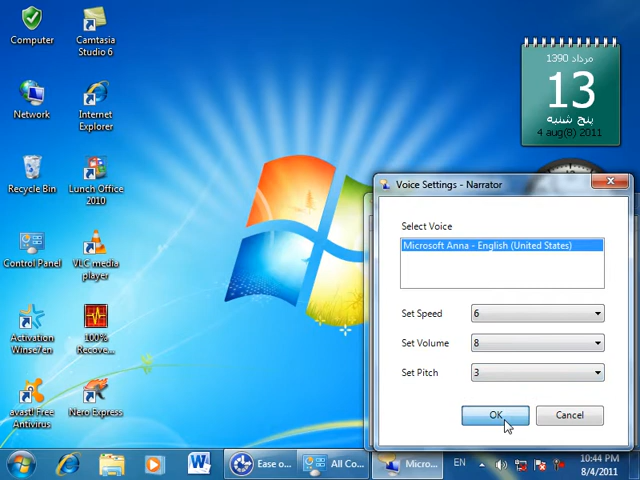 Computer
Camtasia
Studio 6
Network
Internet
Explorer
Recycle Bin
Lunch Office
2010
Control Panel
VLC media
player
Activation
Winse7en
100%
Recove...
avast! Free
Antivirus
Nero Express
مرداد 1390
13
پنج شنبه
4 aug(8) 2011
Voice Settings - Narrator
Select Voice
Microsoft Anna - English (United States)
Set Speed
6
Set Volume
8
Set Pitch
3
OK
Cancel
Ease o...
All Co...
Micro...
EN
10:44 PM
8/4/2011